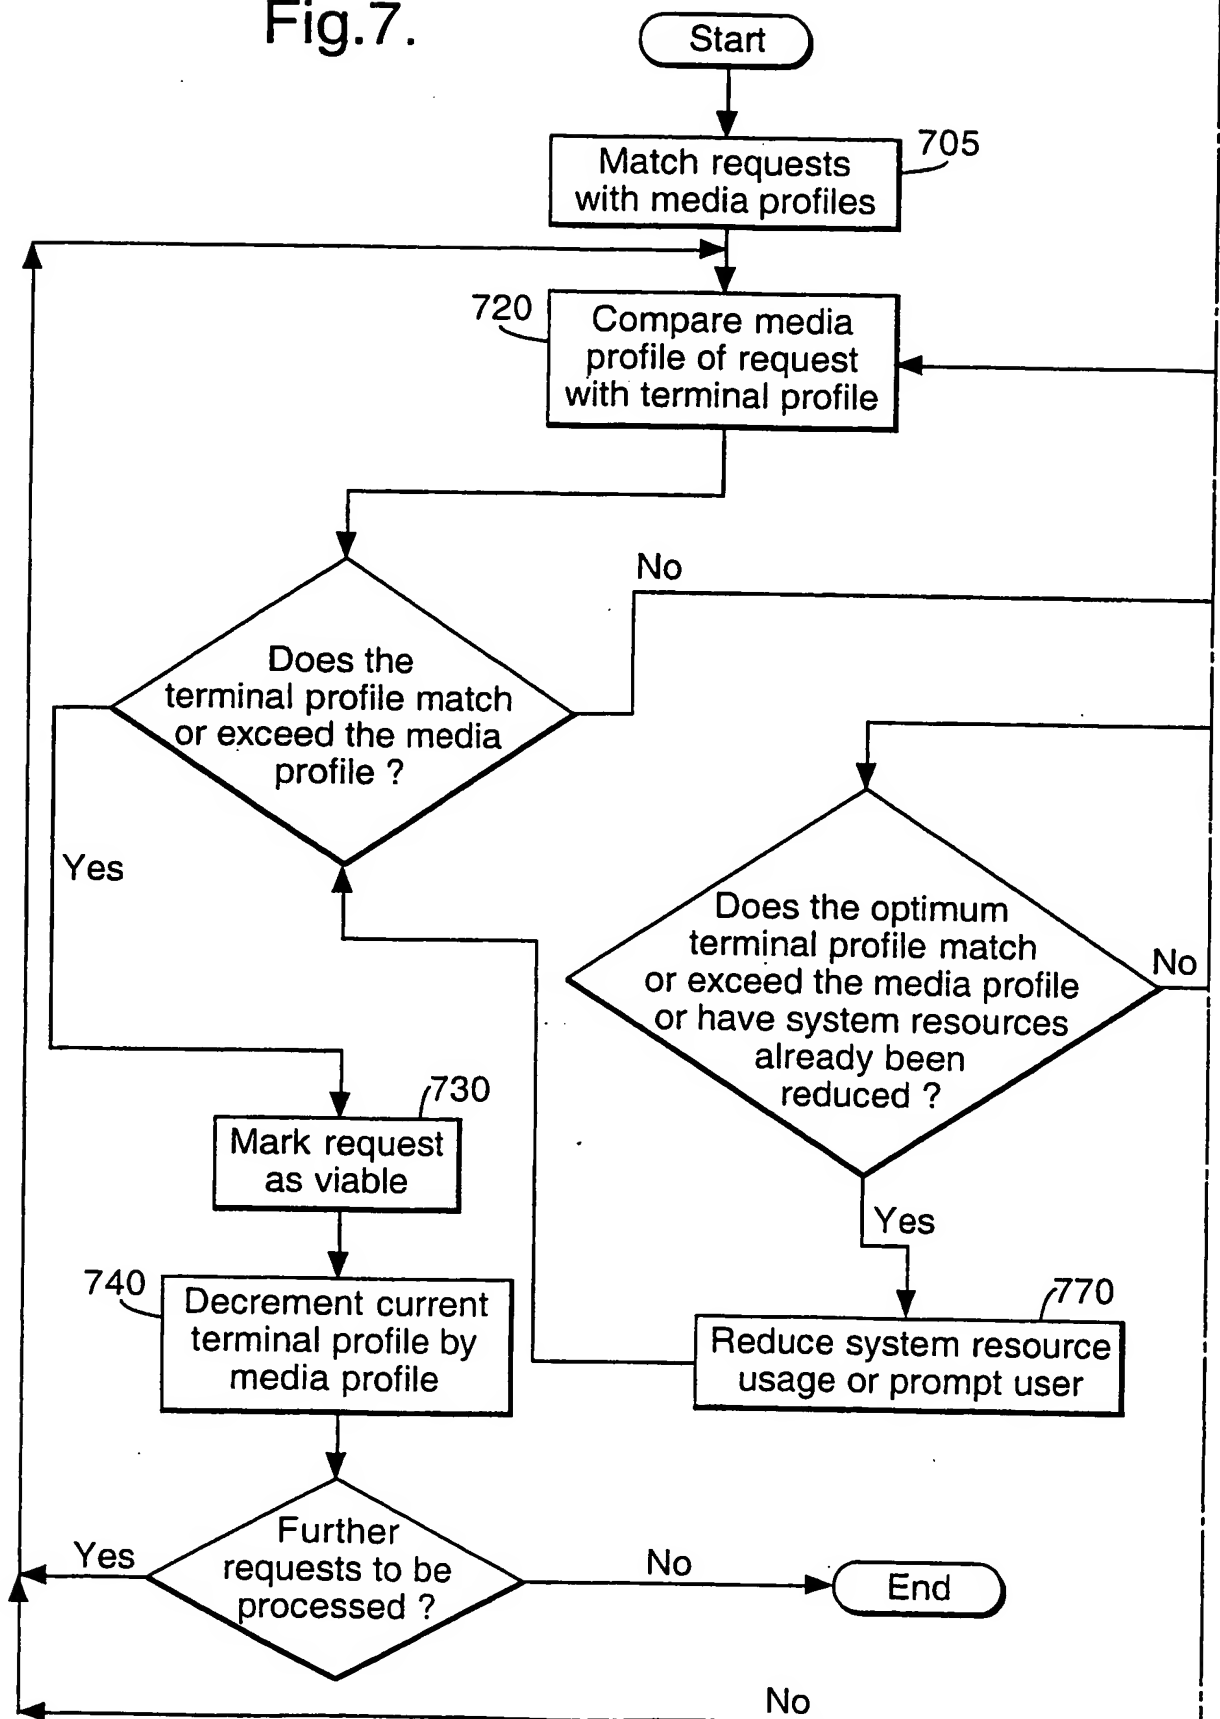 Fig.7.
Start
Match requests
with media profiles
705
720
Compare media
profile of request
with terminal profile
No
Does the
terminal profile match
or exceed the media
profile ?
Yes
Does the optimum
terminal profile match
or exceed the media profile
or have system resources
already been
reduced ?
No
730
Mark request
as viable
Yes
740
Decrement current
terminal profile by
media profile
770
Reduce system resource
usage or prompt user
Further
requests to be
processed ?
Yes
No
End
No